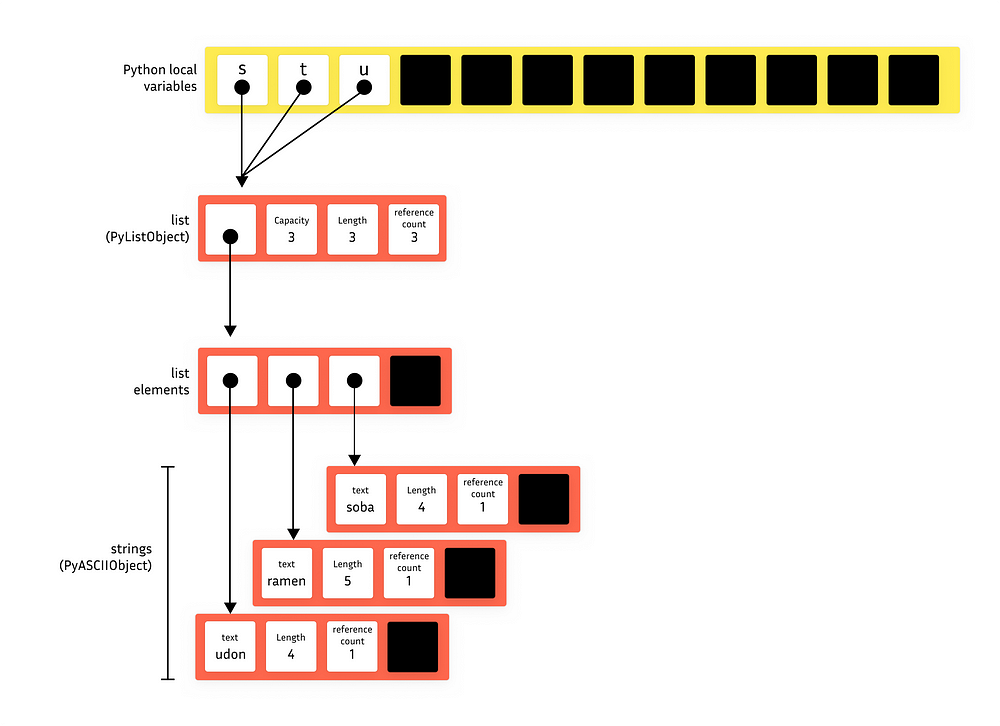 Python local
variables
s t u
list
(PyListObject)
Capacity
3
Length
3
reference
count
3
list
elements
strings
(PyASCIIObject)
text
soba
Length
4
reference
count
1
text
ramen
Length
5
reference
count
1
text
udon
Length
4
reference
count
1